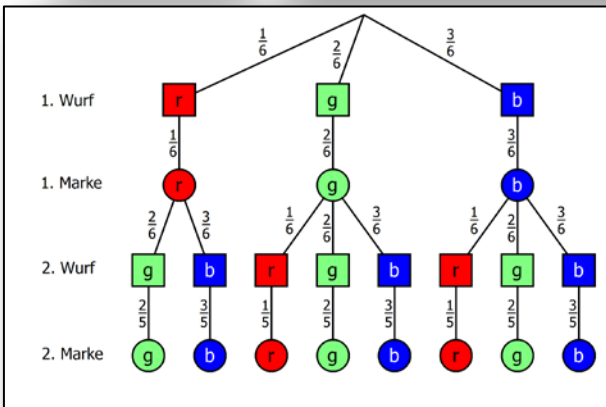 1/6 2/6 3/6
1. Wurf r g b
1/6 2/6 3/6
1. Marke r g b
2/6 3/6 1/6 2/6 3/6 1/6 2/6 3/6
2. Wurf g b r g b r g b
2/5 3/5 1/5 2/5 3/5 1/5 2/5 3/5
2. Marke g b r g b r g b